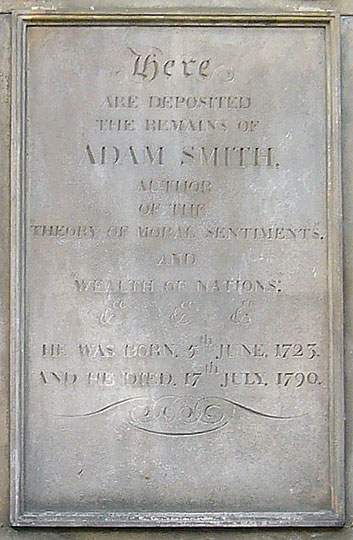 Here
ARE DEPOSITED
THE REMAINS OF
ADAM SMITH.
AUTHOR
OF THE
THEORY OF MORAL SENTIMENTS.
AND
WEALTH OF NATIONS;
&c &c &c
HE WAS BORN, 5th JUNE, 1723.
AND HE DIED, 17th JULY, 1790.